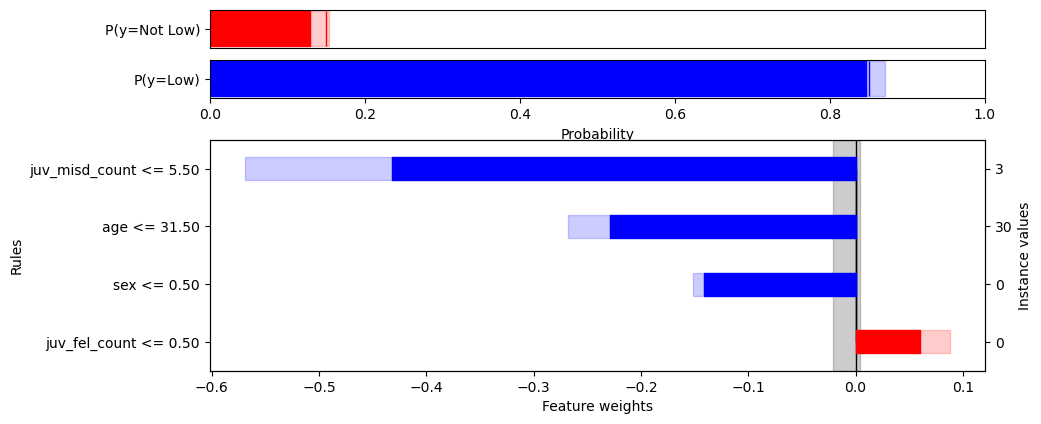 P(y=Not Low)
P(y=Low)
0.0 0.2 0.4 0.6 0.8 1.0
Probability
juv_misd_count <= 5.50 3
age <= 31.50 30
sex <= 0.50 0
juv_fel_count <= 0.50 0
Rules
Instance values
−0.6 −0.5 −0.4 −0.3 −0.2 −0.1 0.0 0.1
Feature weights